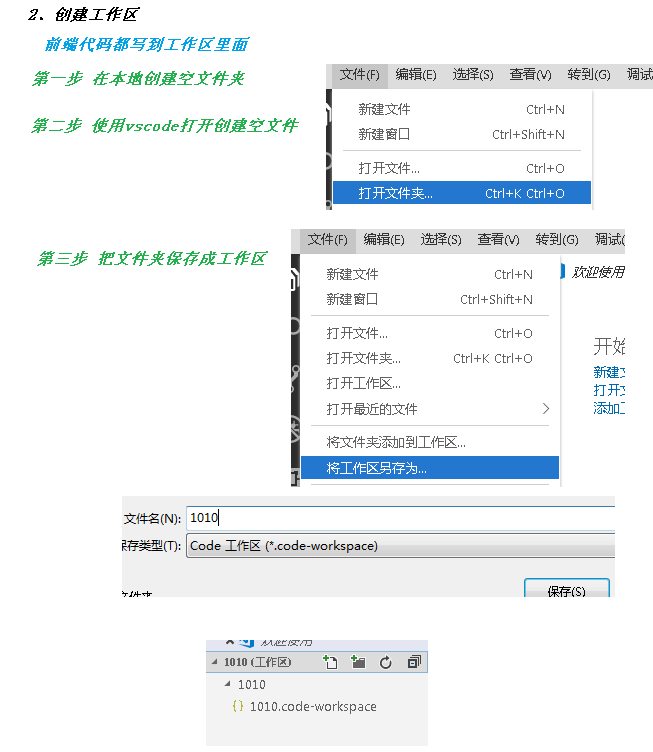 2、创建工作区
前端代码都写到工作区里面
第一步 在本地创建空文件夹
第二步 使用vscode打开创建空文件
文件(F) 编辑(E) 选择(S) 查看(V) 转到(G) 调试
新建文件 Ctrl+N
新建窗口 Ctrl+Shift+N
打开文件... Ctrl+O
打开文件夹... Ctrl+K Ctrl+O
第三步 把文件夹保存成工作区
文件(F) 编辑(E) 选择(S) 查看(V) 转到(G) 调试(
新建文件 Ctrl+N
新建窗口 Ctrl+Shift+N
打开文件... Ctrl+O
打开文件夹... Ctrl+K Ctrl+O
打开工作区...
打开最近的文件
将文件夹添加到工作区...
将工作区另存为...
欢迎使用
开始
新建文
打开文
添加工
文件名(N): 1010
保存类型(T): Code 工作区 (*.code-workspace)
保存(S)
欢迎使用
1010 (工作区)
1010
{} 1010.code-workspace